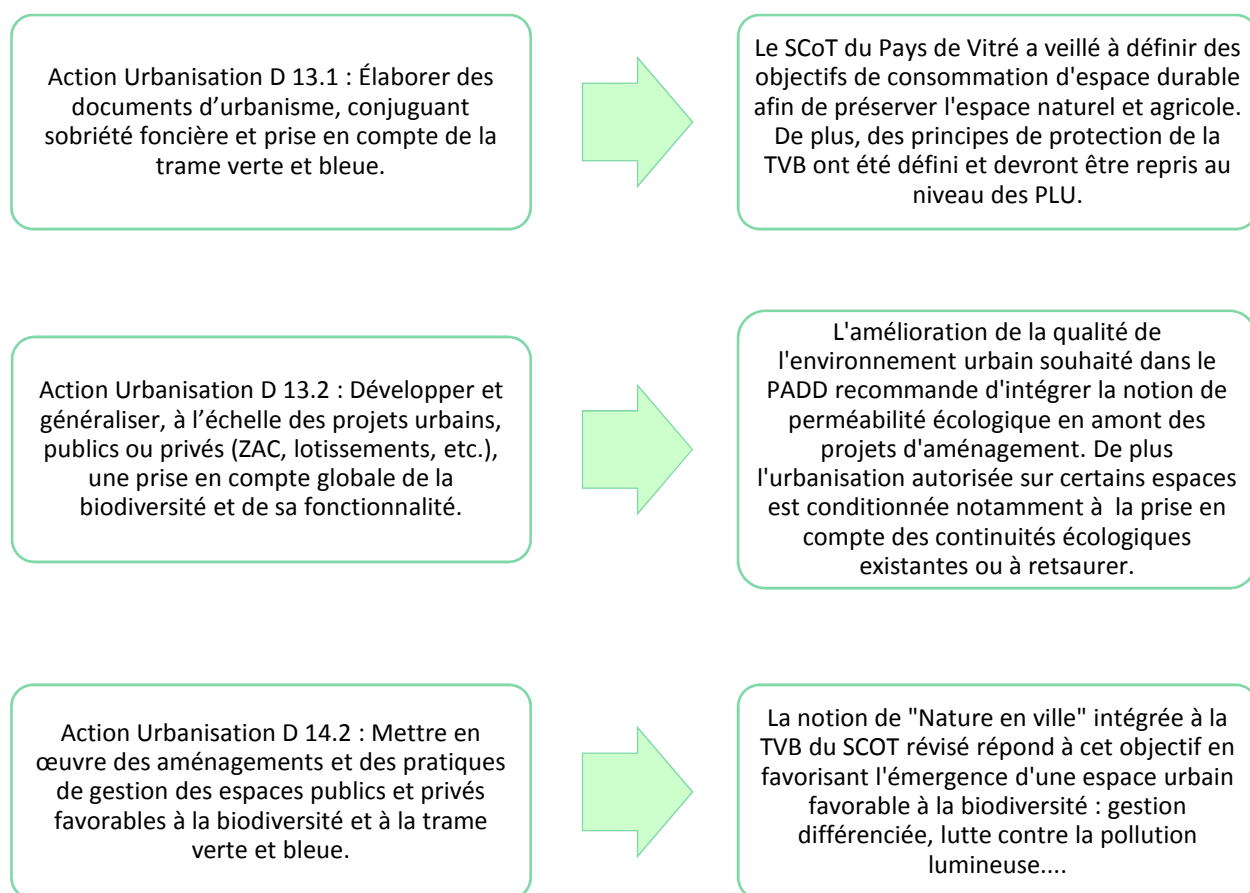 Action Urbanisation D 13.1 : Élaborer des
documents d’urbanisme, conjuguant
sobriété foncière et prise en compte de la
trame verte et bleue.
Le SCoT du Pays de Vitré a veillé à définir des
objectifs de consommation d'espace durable
afin de préserver l'espace naturel et agricole.
De plus, des principes de protection de la
TVB ont été défini et devront être repris au
niveau des PLU.
Action Urbanisation D 13.2 : Développer et
généraliser, à l’échelle des projets urbains,
publics ou privés (ZAC, lotissements, etc.),
une prise en compte globale de la
biodiversité et de sa fonctionnalité.
L'amélioration de la qualité de
l'environnement urbain souhaité dans le
PADD recommande d'intégrer la notion de
perméabilité écologique en amont des
projets d'aménagement. De plus
l'urbanisation autorisée sur certains espaces
est conditionnée notamment à  la prise en
compte des continuités écologiques
existantes ou à retsaurer.
Action Urbanisation D 14.2 : Mettre en
œuvre des aménagements et des pratiques
de gestion des espaces publics et privés
favorables à la biodiversité et à la trame
verte et bleue.
La notion de "Nature en ville" intégrée à la
TVB du SCOT révisé répond à cet objectif en
favorisant l'émergence d'une espace urbain
favorable à la biodiversité : gestion
différenciée, lutte contre la pollution
lumineuse....